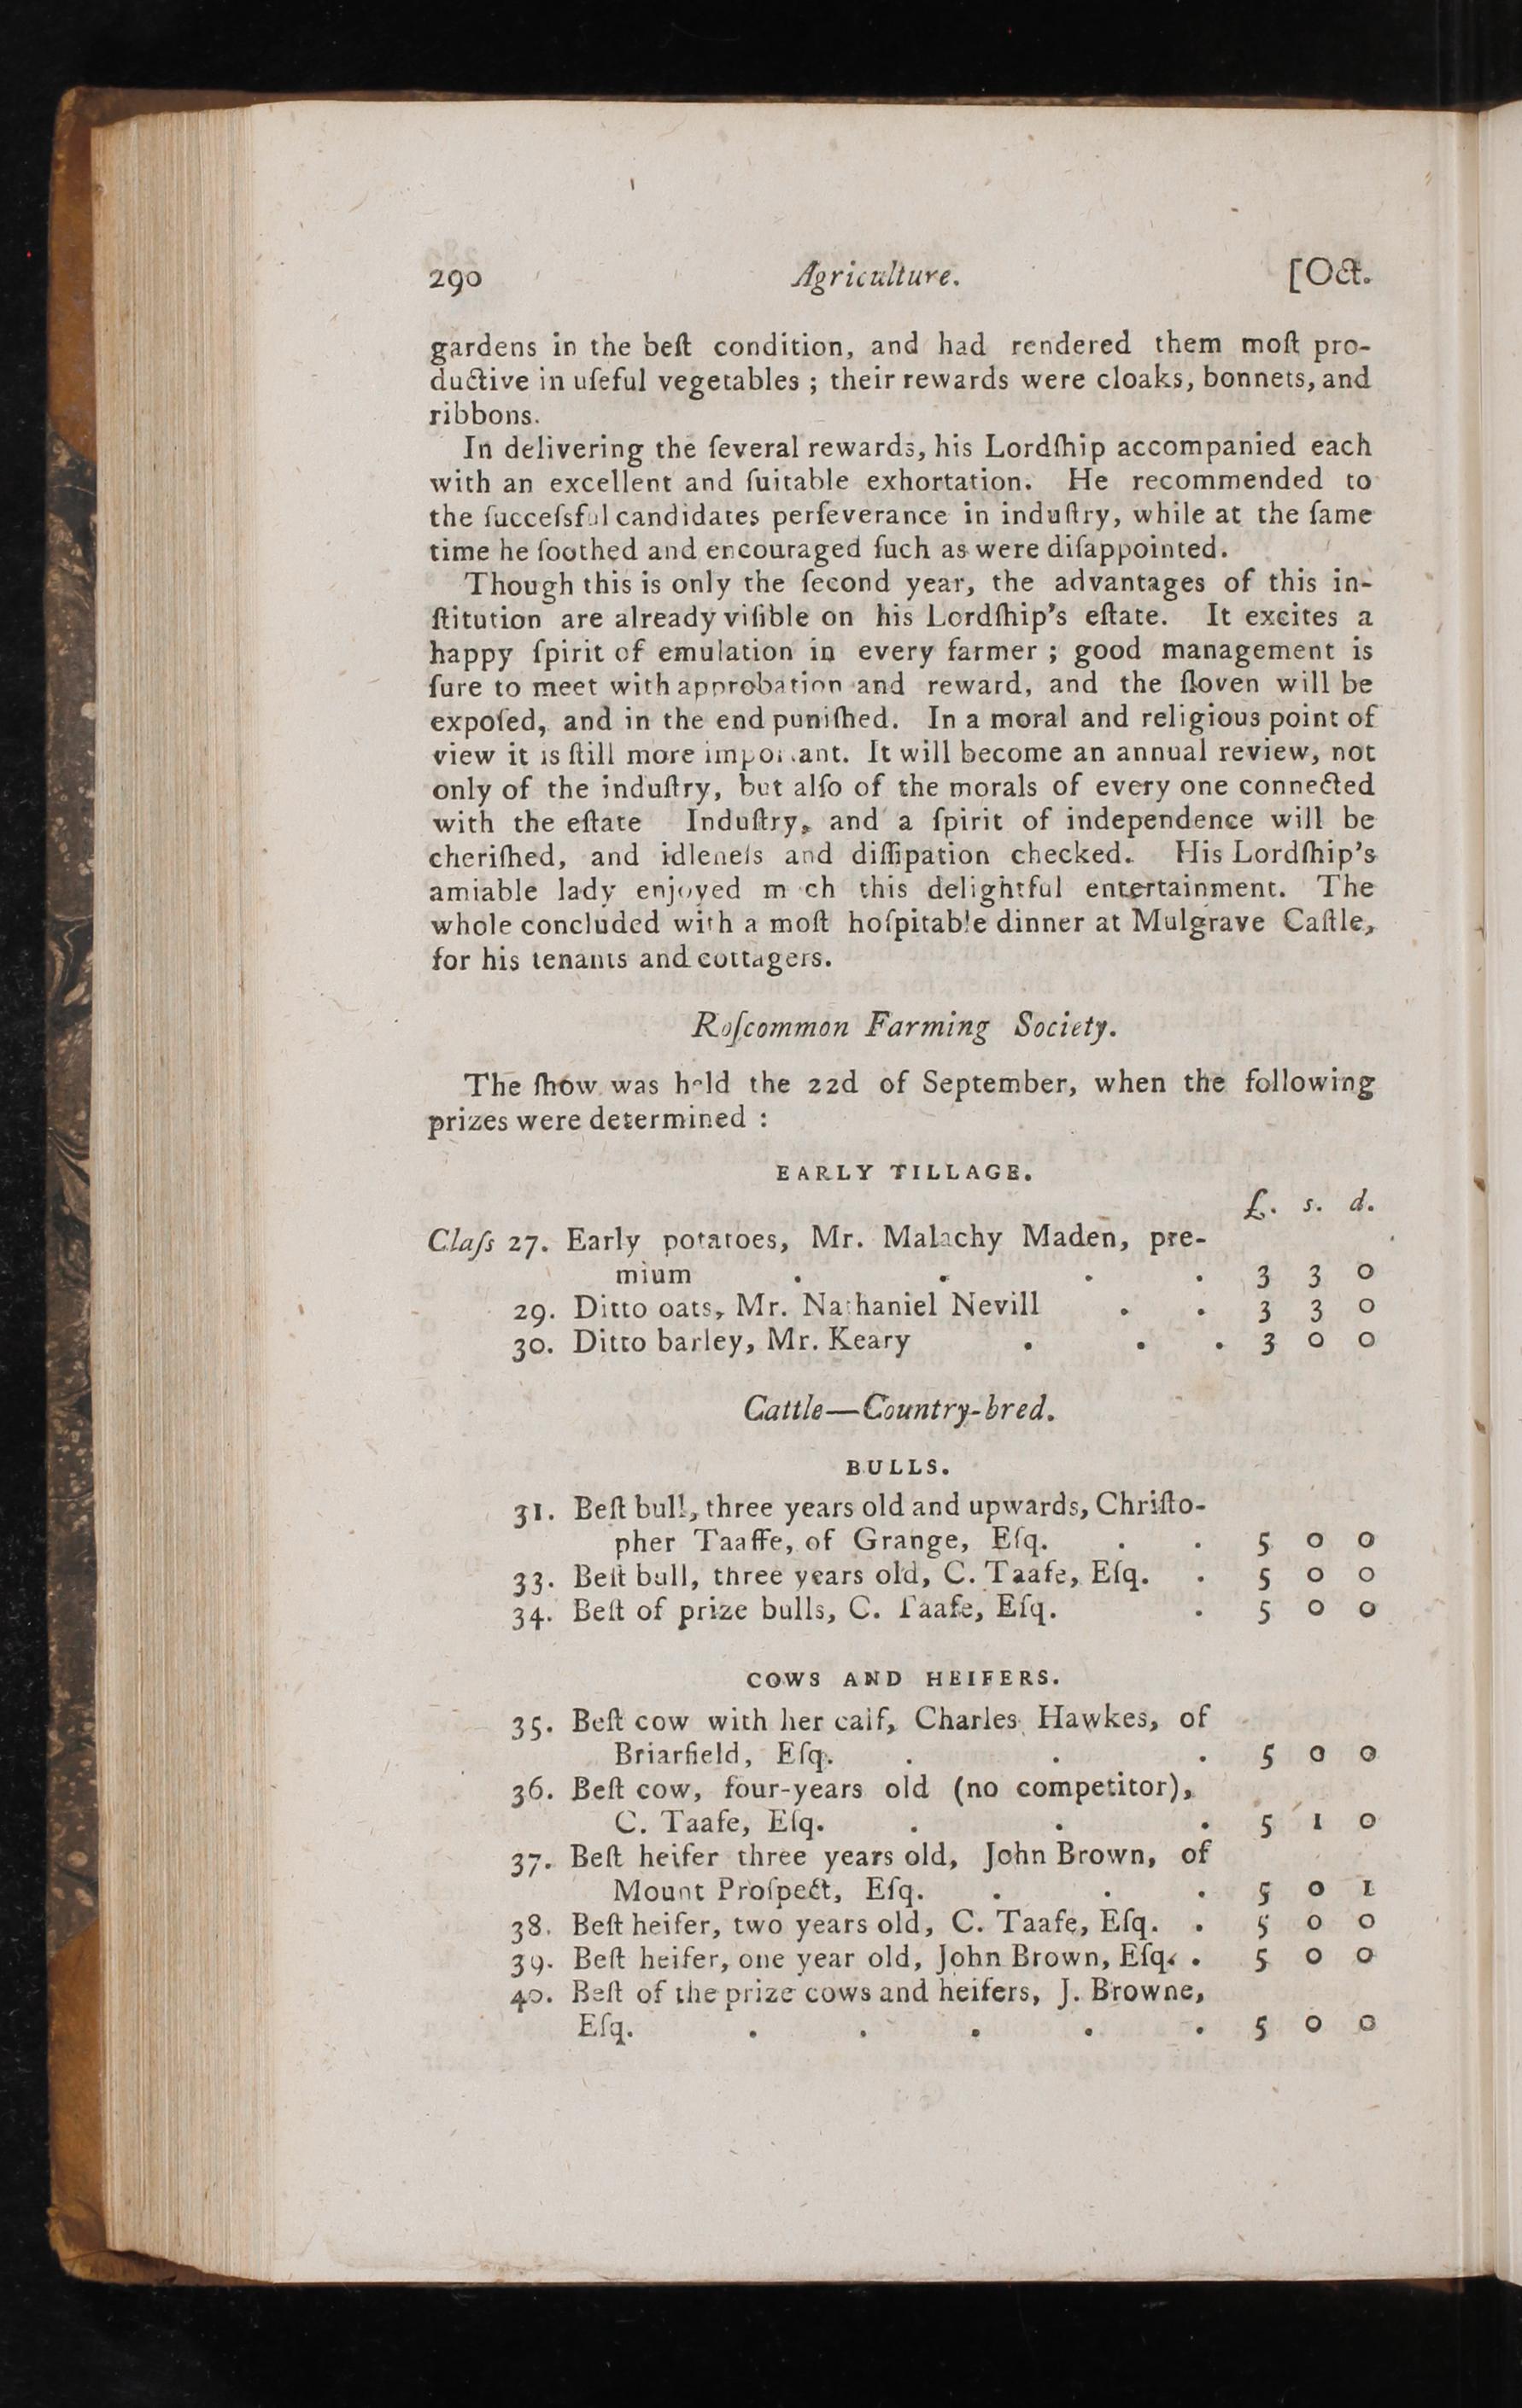 290 Agriculture. [Oct.
gardens in the beſt condition, and had rendered them moſt pro-
ductive in uſeful vegetables ; their rewards were cloaks, bonnets, and
ribbons.
In delivering the ſeveral rewards, his Lordſhip accompanied each
with an excellent and ſuitable exhortation. He recommended to
the ſucceſsful candidates perſeverance in induſtry, while at the ſame
time he ſoothed and encouraged ſuch as were diſappointed.
Though this is only the ſecond year, the advantages of this in-
ſtitution are already viſible on his Lordſhip's eſtate. It excites a
happy ſpirit of emulation in every farmer ; good management is
ſure to meet with approbation and reward, and the ſloven will be
expoſed, and in the end puniſhed. In a moral and religious point of
view it is ſtill more important. It will become an annual review, not
only of the induſtry, but alſo of the morals of every one connected
with the eſtate Induſtry, and a ſpirit of independence will be
cheriſhed, and idleneſs and diſſipation checked. His Lordſhip's
amiable lady enjoyed m ch this delightful entertainment. The
whole concluded with a moſt hoſpitable dinner at Mulgrave Caſtle,
for his tenants and cottagers.
Roſcommon Farming Society.
The ſhow was held the 22d of September, when the following
prizes were determined :
EARLY TILLAGE.
£. s. d.
Claſs 27. Early potatoes, Mr. Malachy Maden, pre-
mium . . . . 3 3 0
29. Ditto oats, Mr. Nathaniel Nevill . . 3 3 0
30. Ditto barley, Mr. Keary . . . 3 0 0
Cattle—Country-bred.
BULLS.
31. Beſt bull, three years old and upwards, Chriſto-
pher Taaffe, of Grange, Eſq. . . 5 0 0
33. Beſt bull, three years old, C. Taafe, Eſq. . 5 0 0
34. Beſt of prize bulls, C. Taafe, Eſq. . 5 0 0
COWS AND HEIFERS.
35. Beſt cow with her calf, Charles Hawkes, of
Briarfield, Eſq. . . . 5 0 0
36. Beſt cow, four-years old (no competitor),
C. Taafe, Eſq. . . . 5 1 0
37. Beſt heifer three years old, John Brown, of
Mount Proſpect, Eſq. . . . 5 0 1
38. Beſt heifer, two years old, C. Taafe, Eſq. . 5 0 0
39. Beſt heifer, one year old, John Brown, Eſq. . 5 0 0
40. Beſt of the prize cows and heifers, J. Browne,
Eſq. . . . . . 5 0 0